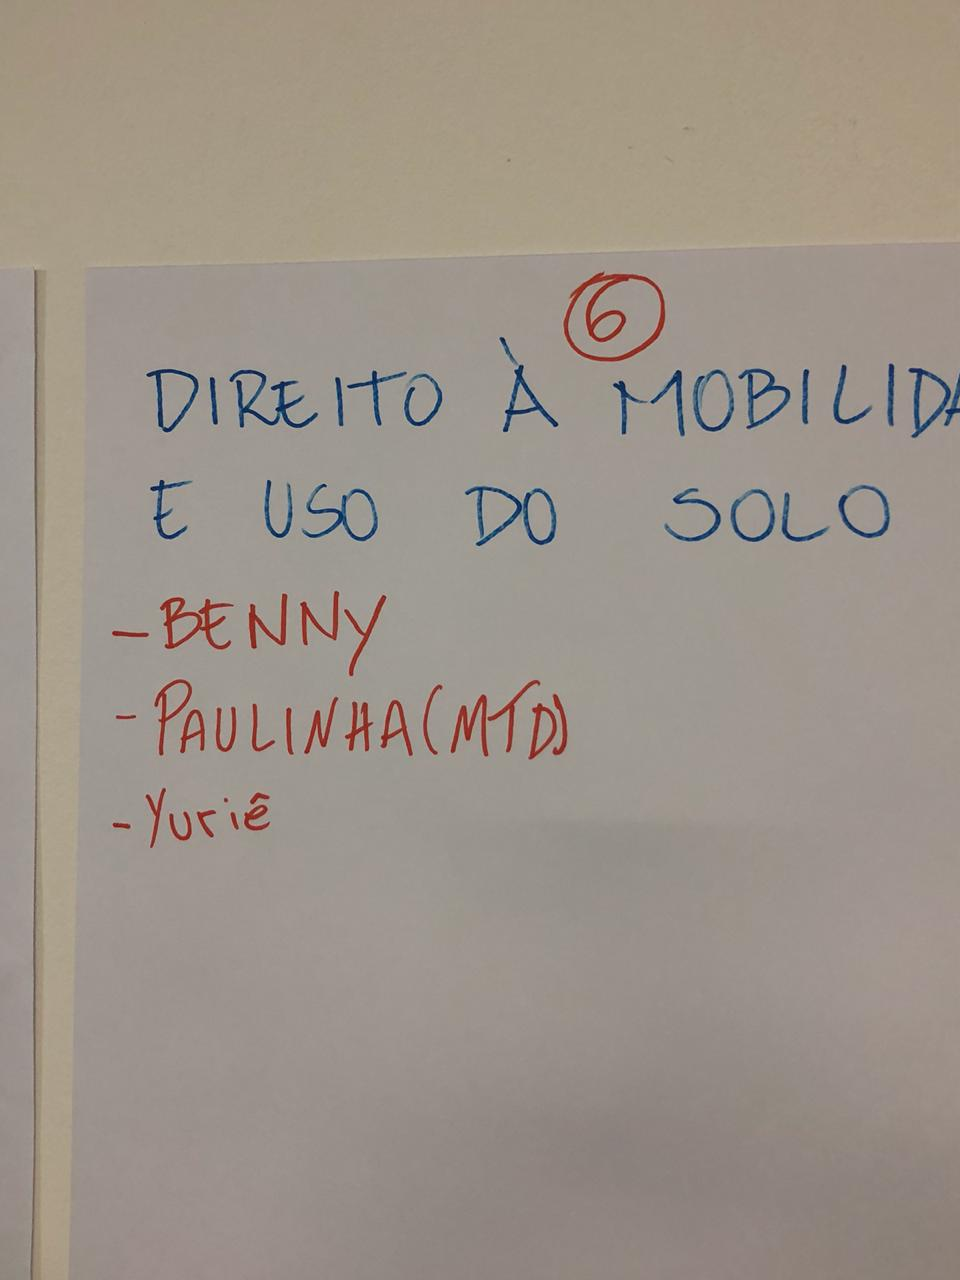 6
DIREITO À MOBILIDA
E USO DO SOLO
- BENNY
- PAULINHA (MTD)
- Yuriê